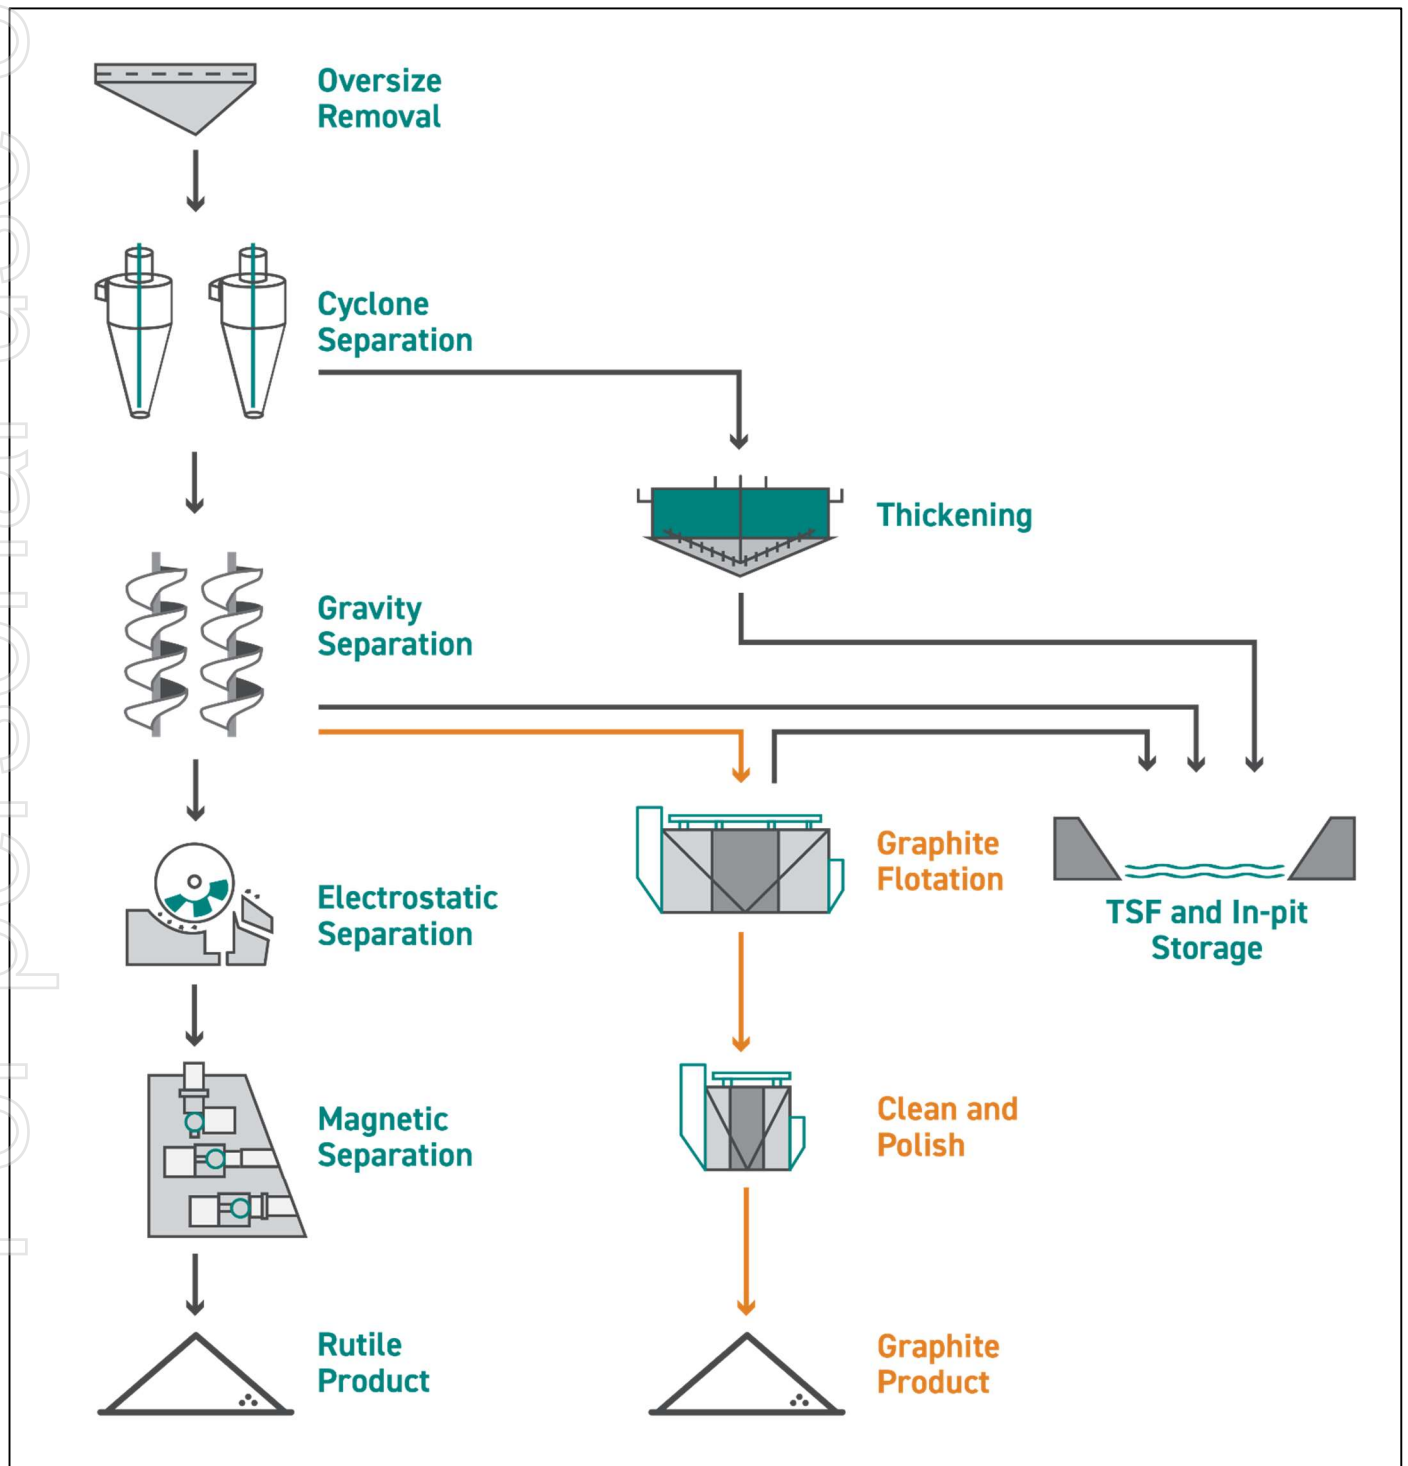 Oversize
Removal
Cyclone
Separation
Thickening
Gravity
Separation
Graphite
Flotation
Electrostatic
Separation
TSF and In-pit
Storage
Clean and
Polish
Magnetic
Separation
Rutile
Product
Graphite
Product